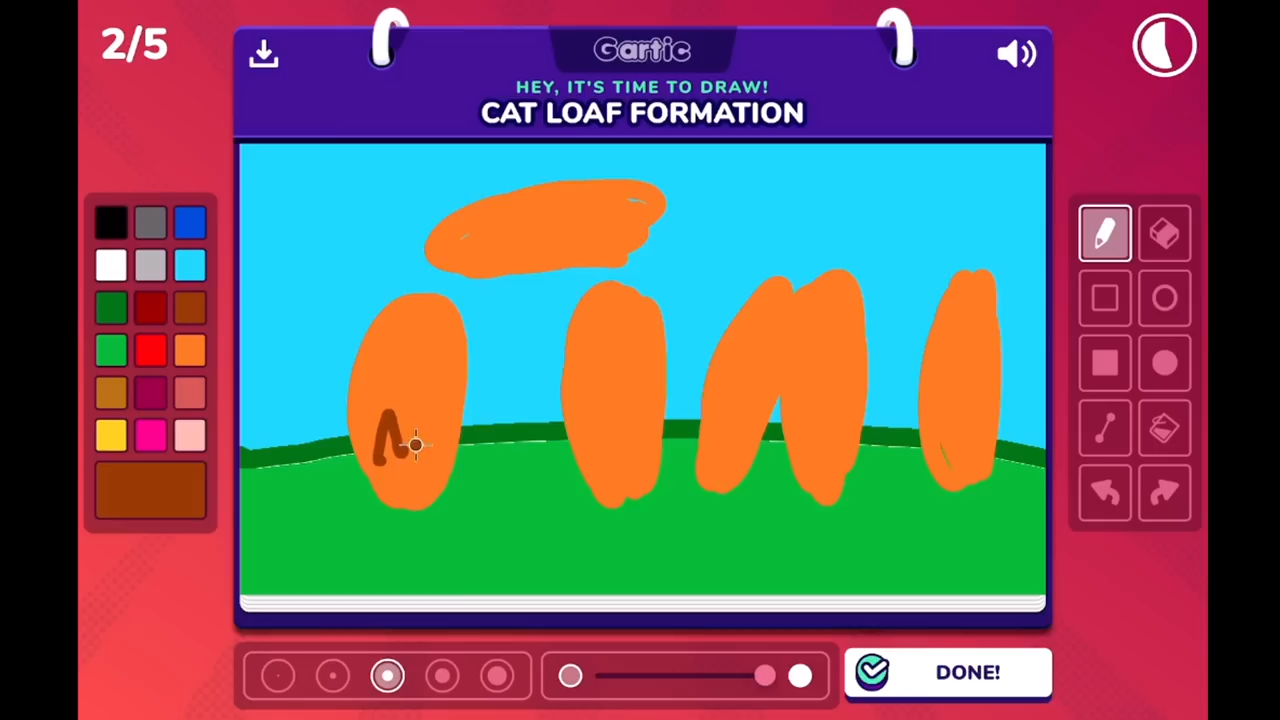 2/5
Gartic
HEY, IT'S TIME TO DRAW!
CAT LOAF FORMATION
DONE!